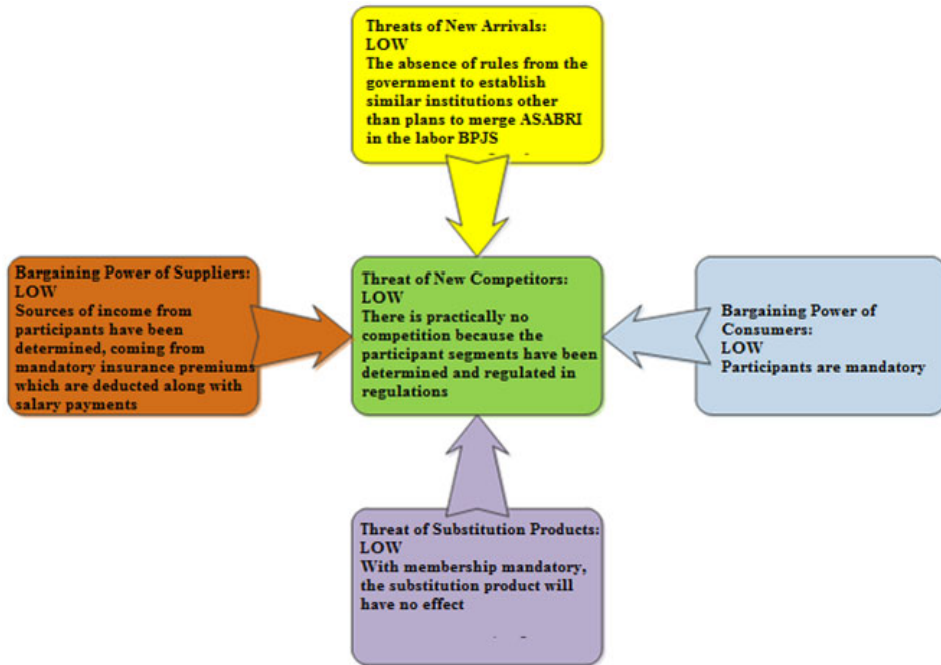 Threats of New Arrivals:
LOW
The absence of rules from the
government to establish
similar institutions other
than plans to merge ASABRI
in the labor BPJS
Bargaining Power of Suppliers:
LOW
Sources of income from
participants have been
determined, coming from
mandatory insurance premiums
which are deducted along with
salary payments
Threat of New Competitors:
LOW
There is practically no
competition because the
participant segments have been
determined and regulated in
regulations
Bargaining Power of
Consumers:
LOW
Participants are mandatory
Threat of Substitution Products:
LOW
With membership mandatory,
the substitution product will
have no effect